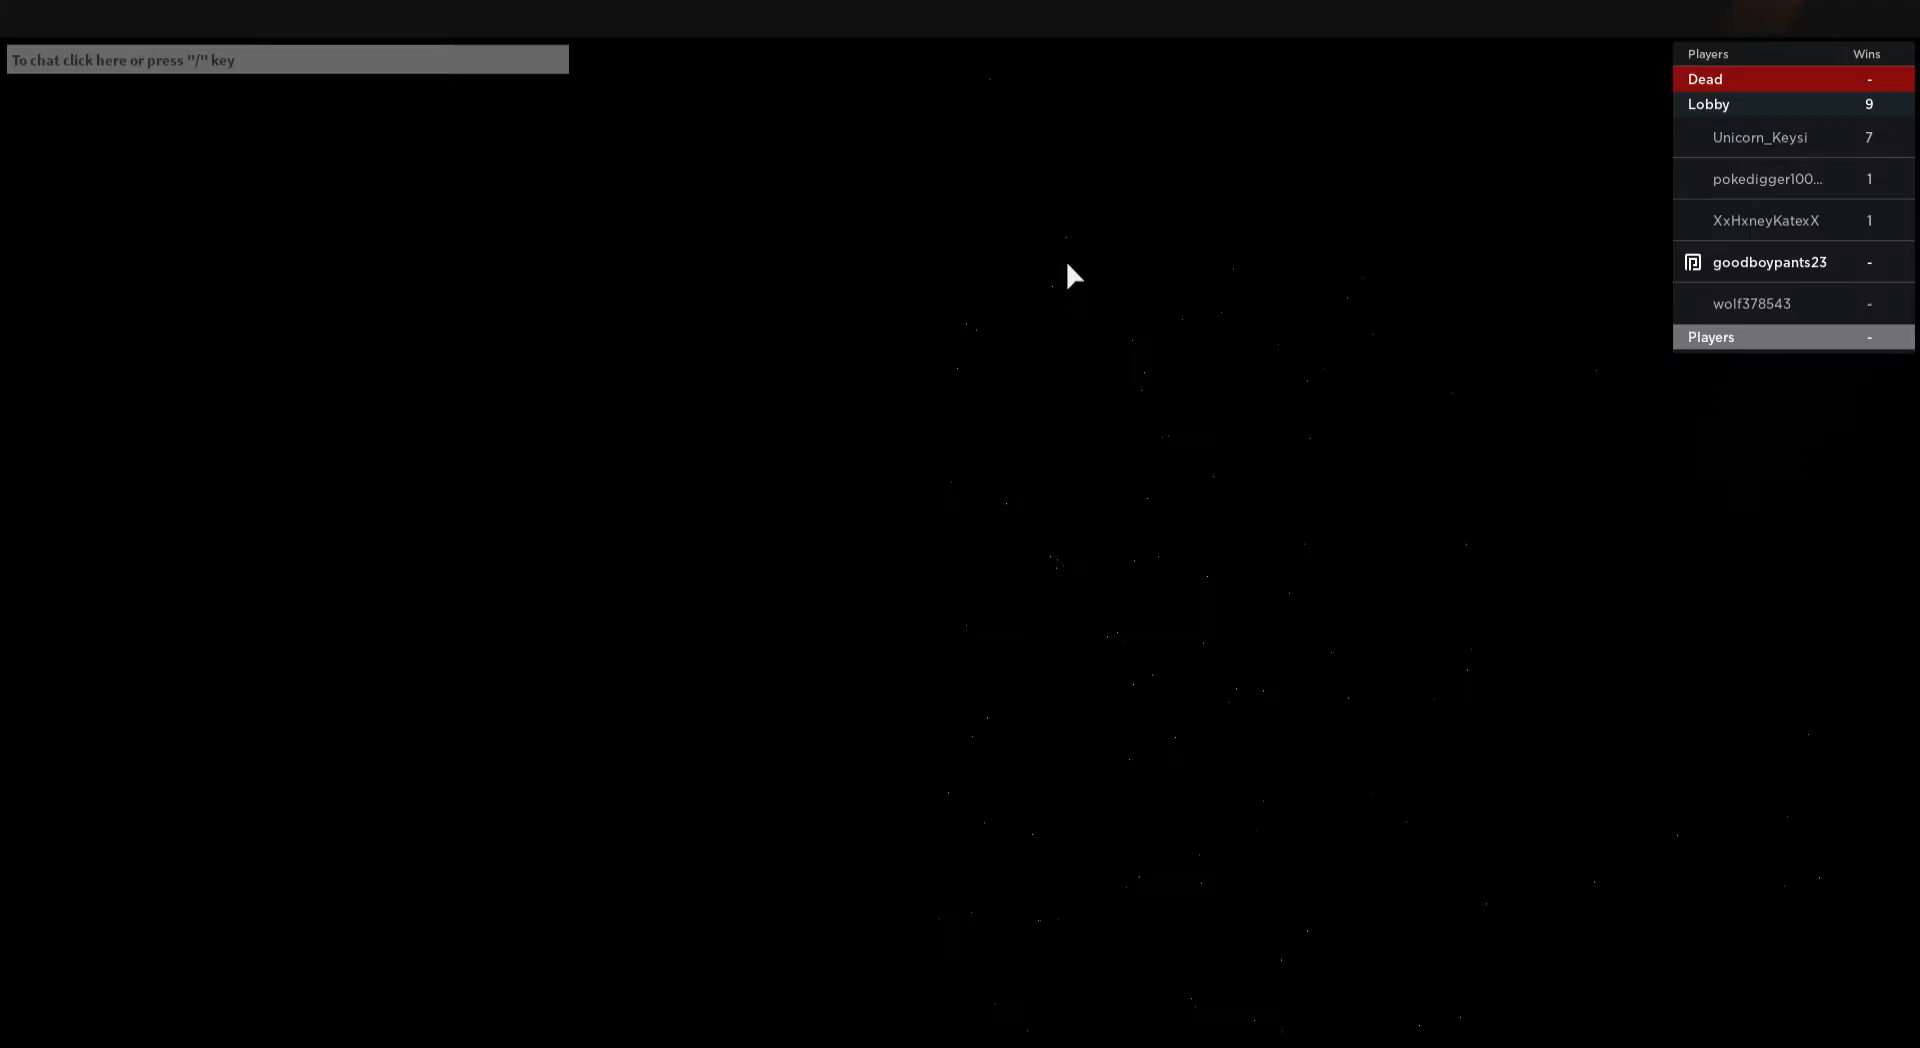 To chat click here or press "/" key
Players Wins
Dead -
Lobby 9
Unicorn_Keysi 7
pokedigger100... 1
XxHxneyKatexX 1
goodboypants23 -
wolf378543 -
Players -